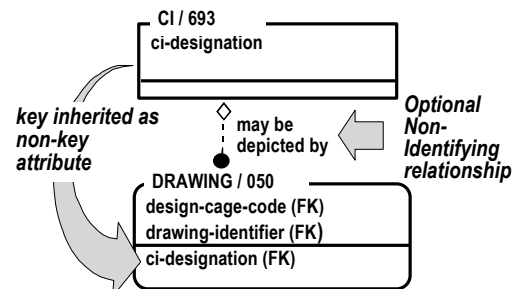 CI / 693
ci-designation
key inherited as
non-key
attribute
may be
depicted by
Optional
Non-
Identifying
relationship
DRAWING / 050
design-cage-code (FK)
drawing-identifier (FK)
ci-designation (FK)